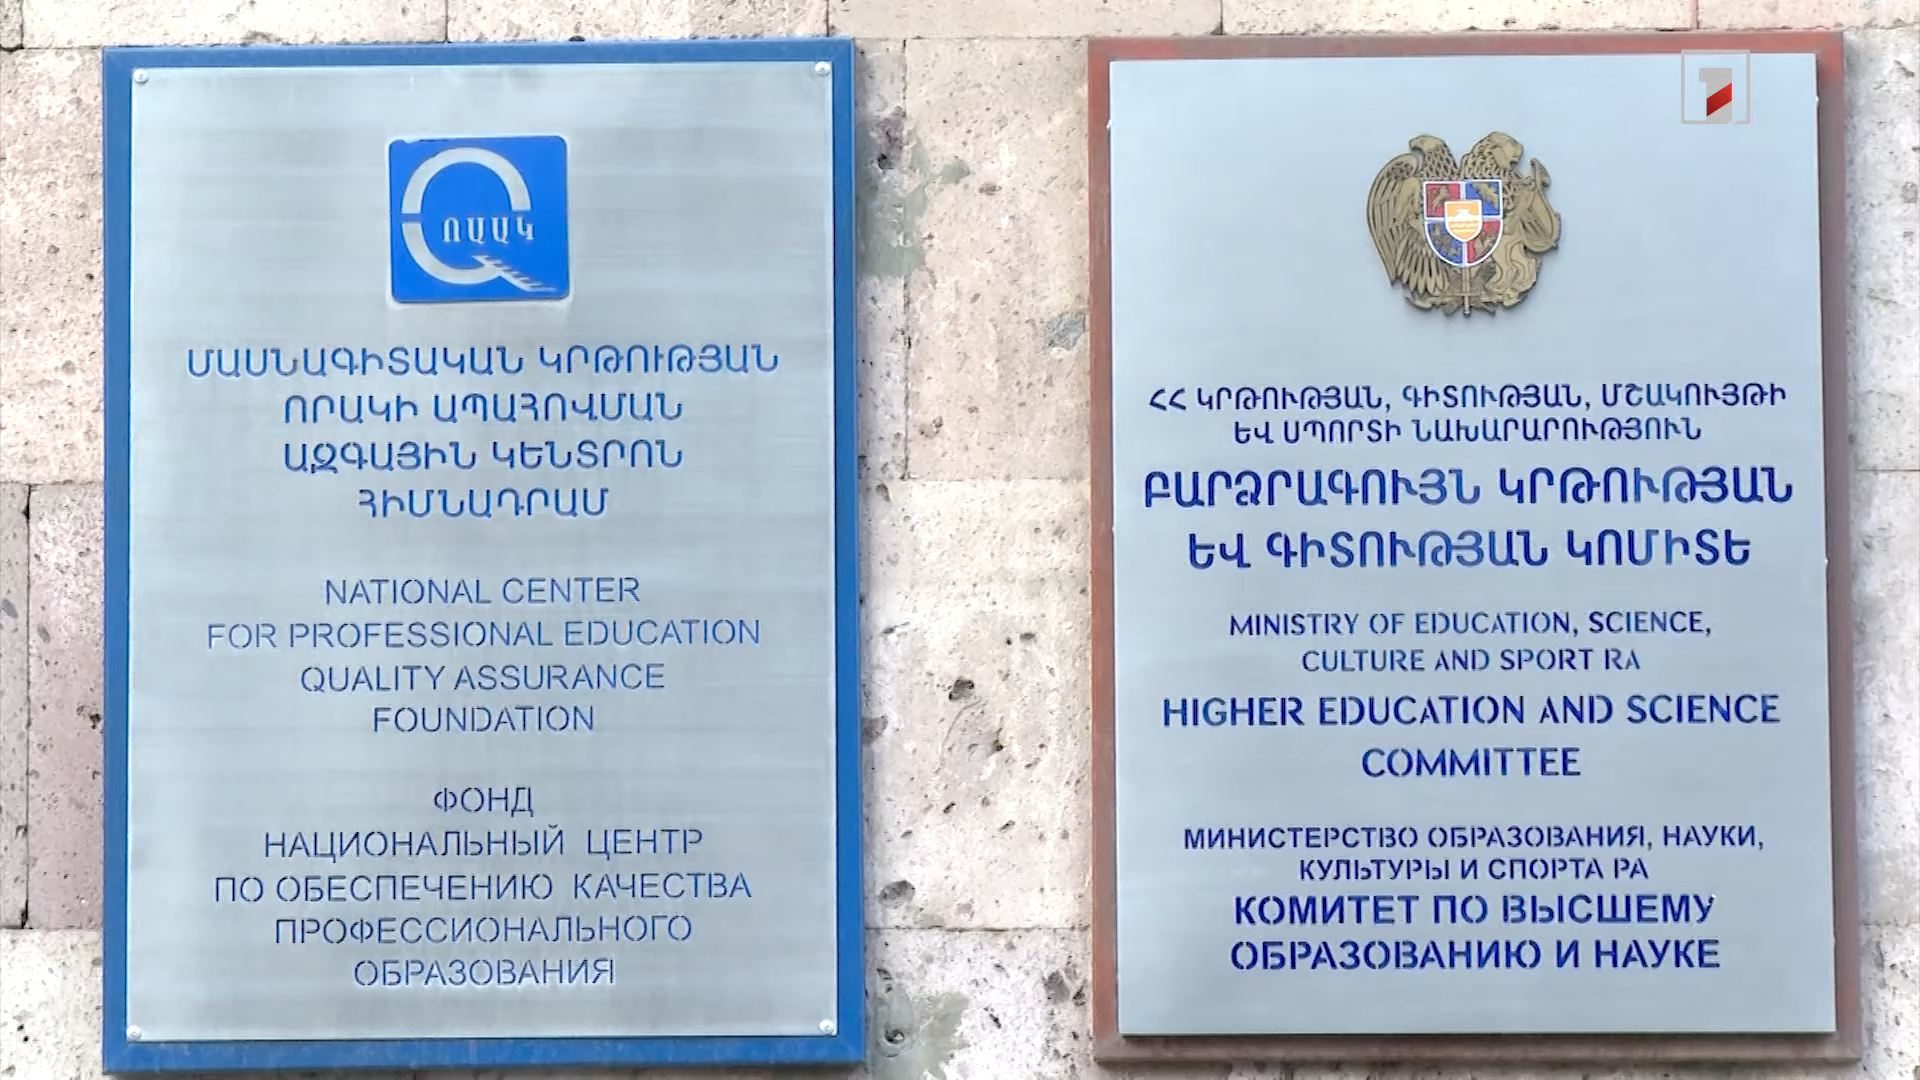 ՈԱԱԿ
ՄԱՍՆԱԳԻՏԱԿԱՆ ԿՐԹՈՒԹՅԱՆ
ՈՐԱԿԻ ԱՊԱՀՈՎՄԱՆ
ԱԶԳԱՅԻՆ ԿԵՆՏՐՈՆ
ՀԻՄՆԱԴՐԱՄ
NATIONAL CENTER
FOR PROFESSIONAL EDUCATION
QUALITY ASSURANCE
FOUNDATION
ФОНД
НАЦИОНАЛЬНЫЙ ЦЕНТР
ПО ОБЕСПЕЧЕНИЮ КАЧЕСТВА
ПРОФЕССИОНАЛЬНОГО
ОБРАЗОВАНИЯ
ՀՀ ԿՐԹՈՒԹՅԱՆ, ԳԻՏՈՒԹՅԱՆ, ՄՇԱԿՈՒՅԹԻ
ԵՎ ՍՊՈՐՏԻ ՆԱԽԱՐԱՐՈՒԹՅՈՒՆ
ԲԱՐՁՐԱԳՈՒՅՆ ԿՐԹՈՒԹՅԱՆ
ԵՎ ԳԻՏՈՒԹՅԱՆ ԿՈՄԻՏԵ
MINISTRY OF EDUCATION, SCIENCE,
CULTURE AND SPORT RA
HIGHER EDUCATION AND SCIENCE
COMMITTEE
МИНИСТЕРСТВО ОБРАЗОВАНИЯ, НАУКИ,
КУЛЬТУРЫ И СПОРТА РА
КОМИТЕТ ПО ВЫСШЕМУ
ОБРАЗОВАНИЮ И НАУКЕ